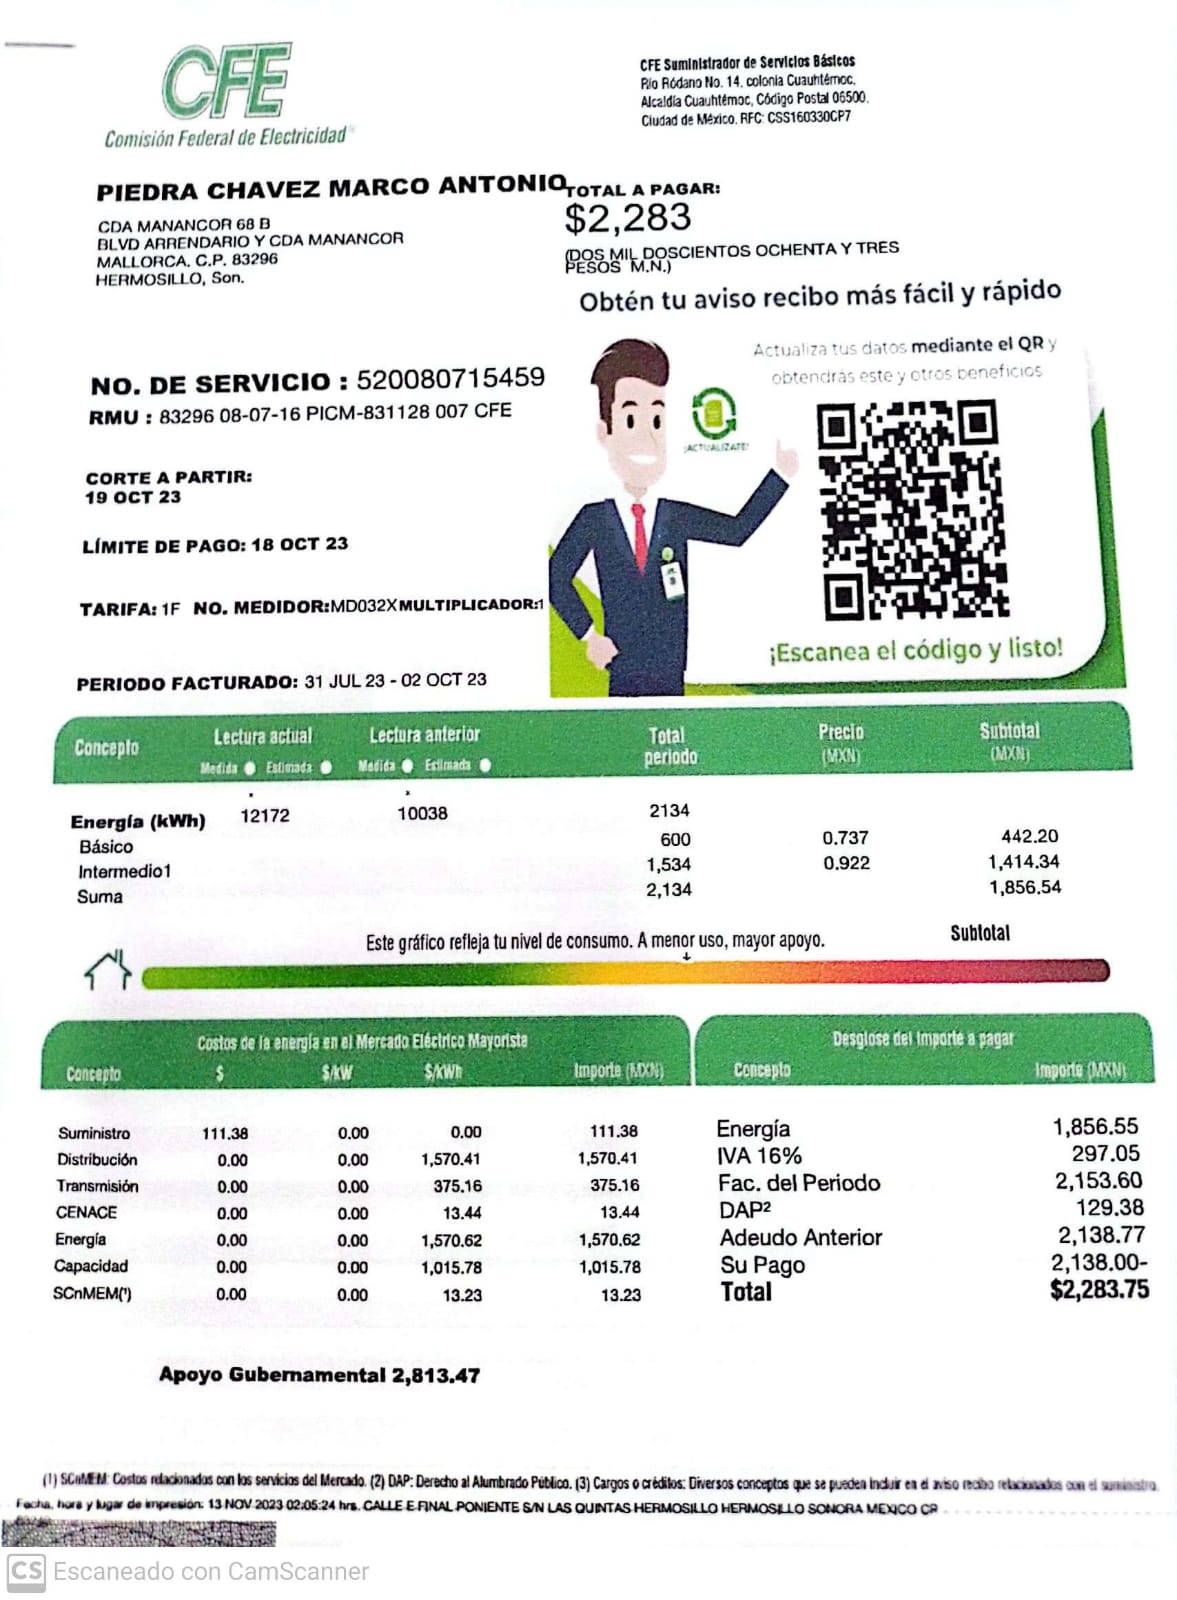 CFE
Comisión Federal de Electricidad
CFE Suministrador de Servicios Básicos
Río Ródano No. 14, colonia Cuauhtémoc,
Alcaldía Cuauhtémoc, Código Postal 06500,
Ciudad de México. RFC: CSS160330CP7
PIEDRA CHAVEZ MARCO ANTONIO
CDA MANANCOR 68 B
BLVD ARRENDARIO Y CDA MANANCOR
MALLORCA. C.P. 83296
HERMOSILLO, Son.
TOTAL A PAGAR:
$2,283
(DOS MIL DOSCIENTOS OCHENTA Y TRES
PESOS M.N.)
Obtén tu aviso recibo más fácil y rápido
Actualiza tus datos mediante el QR y
obtendrás este y otros beneficios
¡ACTUALIZATE!
¡Escanea el código y listo!
NO. DE SERVICIO : 520080715459
RMU : 83296 08-07-16 PICM-831128 007 CFE
CORTE A PARTIR:
19 OCT 23
LÍMITE DE PAGO: 18 OCT 23
TARIFA: 1F NO. MEDIDOR:MD032X MULTIPLICADOR:1
PERIODO FACTURADO: 31 JUL 23 - 02 OCT 23
Concepto Lectura actual Lectura anterior Total periodo Precio (MXN) Subtotal (MXN)
Medida Estimada Medida Estimada
Energía (kWh) 12172 10038 2134
Básico 600 0.737 442.20
Intermedio1 1,534 0.922 1,414.34
Suma 2,134 1,856.54
Este gráfico refleja tu nivel de consumo. A menor uso, mayor apoyo. Subtotal
Costos de la energía en el Mercado Eléctrico Mayorista
Concepto $ $/kW $/kWh Importe (MXN)
Suministro 111.38 0.00 0.00 111.38
Distribución 0.00 0.00 1,570.41 1,570.41
Transmisión 0.00 0.00 375.16 375.16
CENACE 0.00 0.00 13.44 13.44
Energía 0.00 0.00 1,570.62 1,570.62
Capacidad 0.00 0.00 1,015.78 1,015.78
SCnMEM(¹) 0.00 0.00 13.23 13.23
Desglose del importe a pagar
Concepto Importe (MXN)
Energía 1,856.55
IVA 16% 297.05
Fac. del Periodo 2,153.60
DAP² 129.38
Adeudo Anterior 2,138.77
Su Pago 2,138.00-
Total $2,283.75
Apoyo Gubernamental 2,813.47
(1) SCnMEM: Costos relacionados con los servicios del Mercado. (2) DAP: Derecho al Alumbrado Público. (3) Cargos o créditos: Diversos conceptos que se pueden incluir en el aviso recibo relacionados con el suministro.
Fecha, hora y lugar de impresión: 13 NOV 2023 02:05:24 hrs. CALLE E FINAL PONIENTE S/N LAS QUINTAS HERMOSILLO HERMOSILLO SONORA MEXICO CP
CS Escaneado con CamScanner